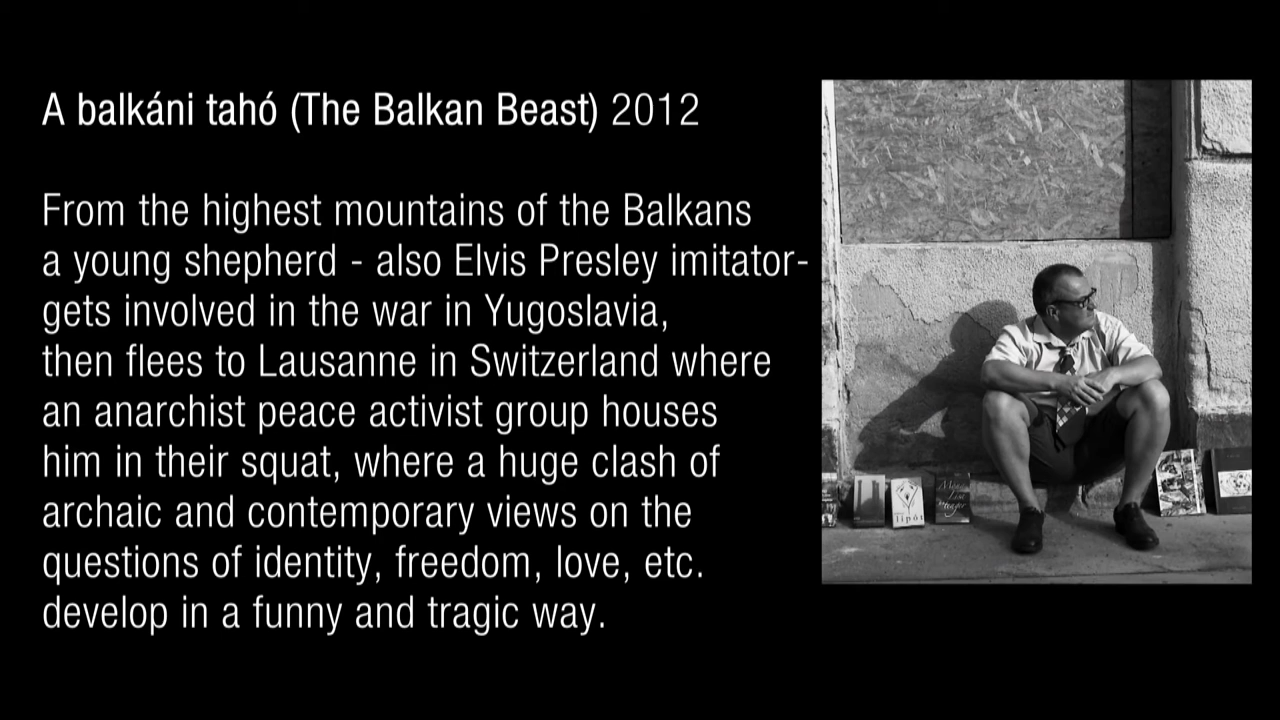 A balkáni tahó (The Balkan Beast) 2012
From the highest mountains of the Balkans
a young shepherd - also Elvis Presley imitator-
gets involved in the war in Yugoslavia,
then flees to Lausanne in Switzerland where
an anarchist peace activist group houses
him in their squat, where a huge clash of
archaic and contemporary views on the
questions of identity, freedom, love, etc.
develop in a funny and tragic way.
lipót
Mona
Lisa